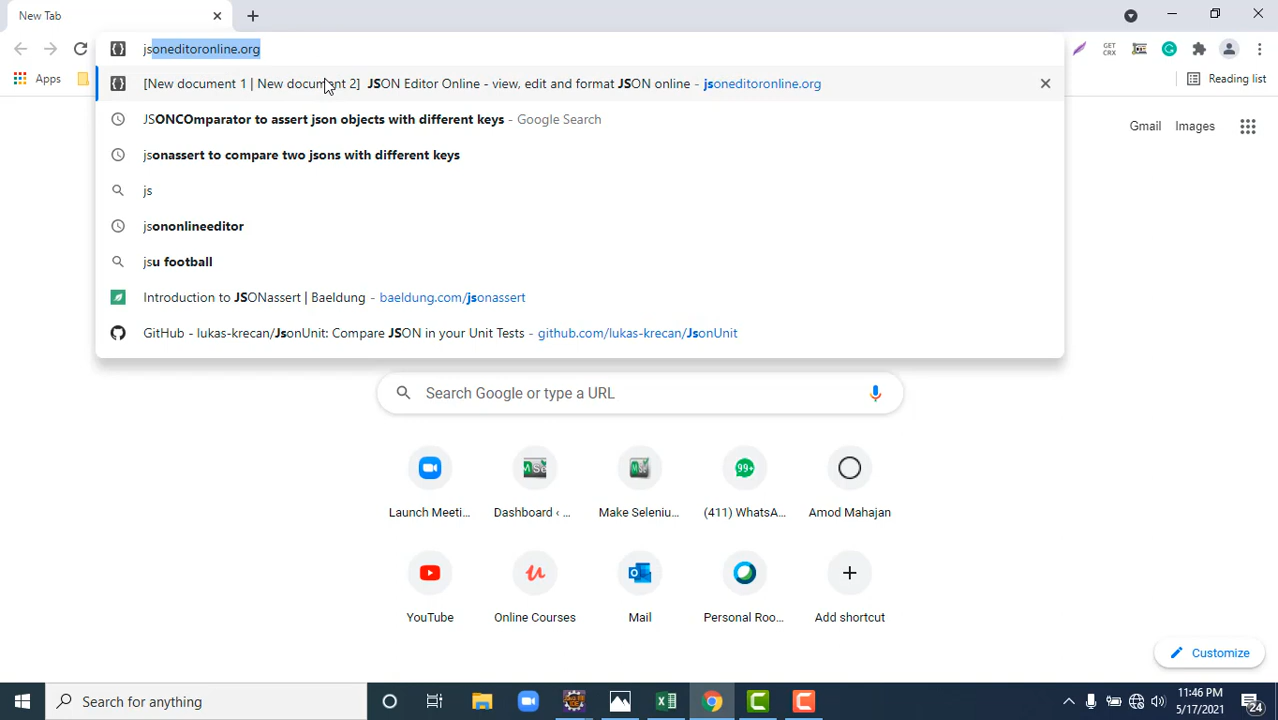 New Tab
jsoneditoronline.org
[New document 1 | New document 2] JSON Editor Online - view, edit and format JSON online - jsoneditoronline.org
JSONCOmparator to assert json objects with different keys - Google Search
jsonassert to compare two jsons with different keys
js
jsononlineeditor
jsu football
Introduction to JSONassert | Baeldung - baeldung.com/jsonassert
GitHub - lukas-krecan/JsonUnit: Compare JSON in your Unit Tests - github.com/lukas-krecan/JsonUnit
GET
CRX
Apps
Reading list
Gmail Images
Search Google or type a URL
99+
Launch Meeti... Dashboard ‹ ... Make Seleniu... (411) WhatsA... Amod Mahajan
YouTube Online Courses Mail Personal Roo... Add shortcut
Customize
Search for anything
11:46 PM
5/17/2021
24